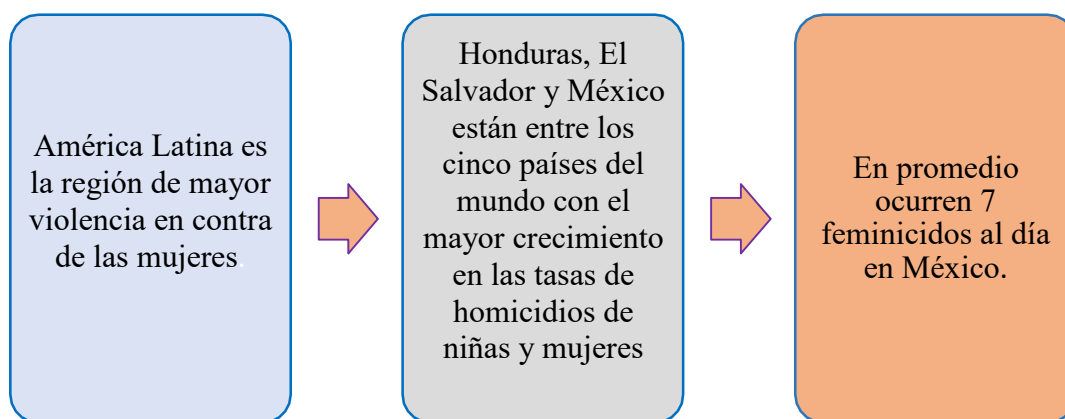 América Latina es
la región de mayor
violencia en contra
de las mujeres.
Honduras, El
Salvador y México
están entre los
cinco países del
mundo con el
mayor crecimiento
en las tasas de
homicidios de
niñas y mujeres
En promedio
ocurren 7
feminicidos al día
en México.